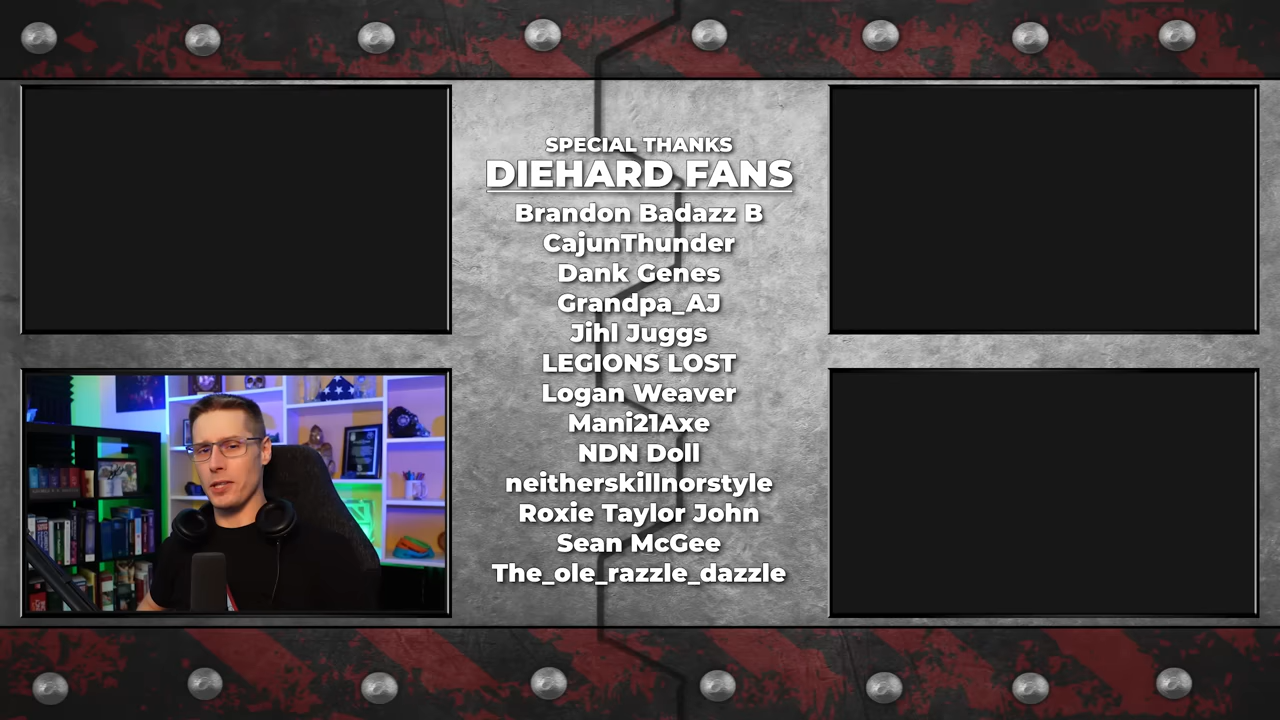 SPECIAL THANKS
DIEHARD FANS
Brandon Badazz B
CajunThunder
Dank Genes
Grandpa_AJ
Jihl Juggs
LEGIONS LOST
Logan Weaver
Mani21Axe
NDN Doll
neitherskillnorstyle
Roxie Taylor John
Sean McGee
The_ole_razzle_dazzle